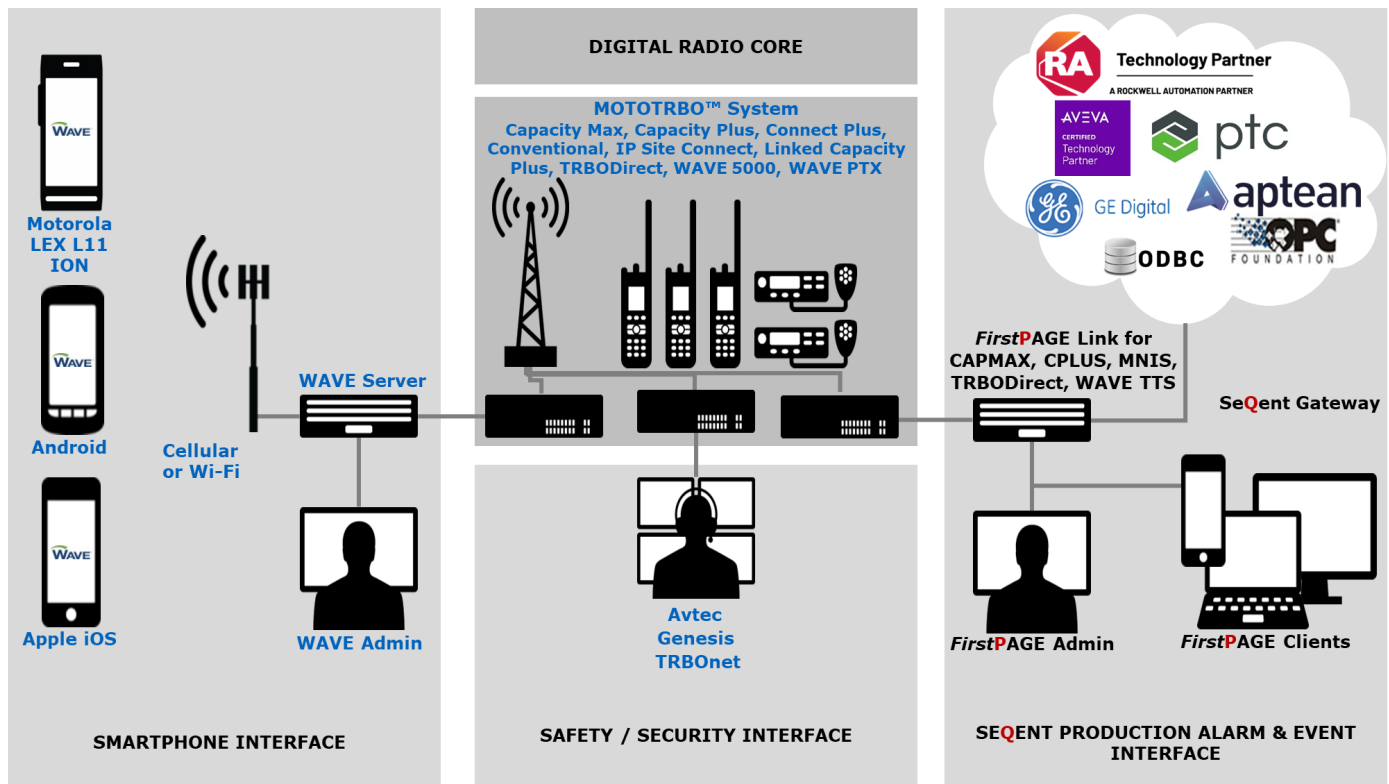 WAVE
Motorola
LEX L11
ION
WAVE
Android
WAVE
Apple iOS
Cellular
or Wi-Fi
WAVE Server
WAVE Admin
SMARTPHONE INTERFACE
DIGITAL RADIO CORE
MOTOTRBO™ System
Capacity Max, Capacity Plus, Connect Plus,
Conventional, IP Site Connect, Linked Capacity
Plus, TRBODirect, WAVE 5000, WAVE PTX
Avtec
Genesis
TRBOnet
SAFETY / SECURITY INTERFACE
RA
Technology Partner
A ROCKWELL AUTOMATION PARTNER
AVEVA
CERTIFIED
Technology
Partner
ptc
GE
GE Digital
aptean
OPC
FOUNDATION
ODBC
FirstPAGE Link for
CAPMAX, CPLUS, MNIS,
TRBODirect, WAVE TTS
SeQent Gateway
FirstPAGE Admin
FirstPAGE Clients
SEQENT PRODUCTION ALARM & EVENT
INTERFACE